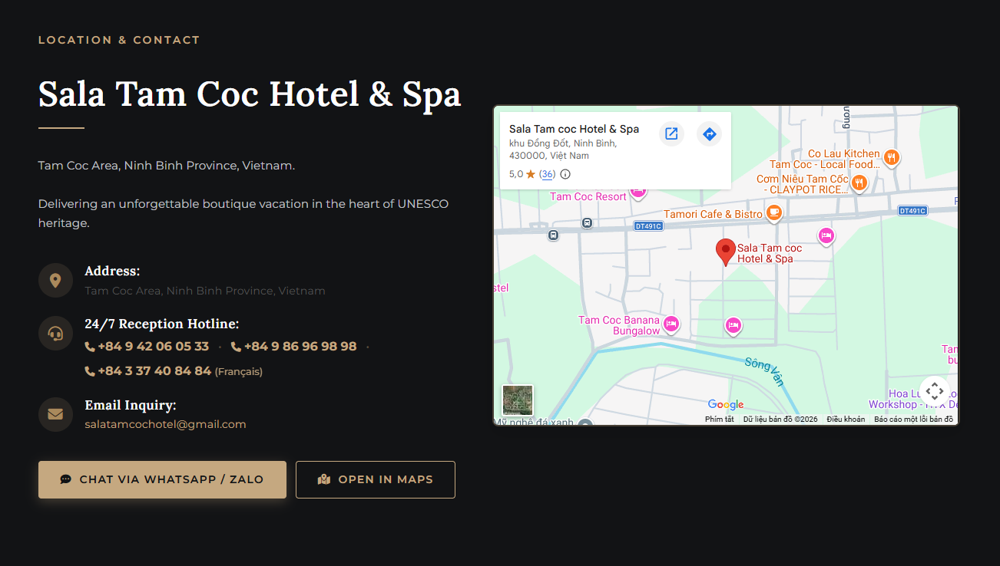 LOCATION & CONTACT
Sala Tam Coc Hotel & Spa
Tam Coc Area, Ninh Binh Province, Vietnam.
Delivering an unforgettable boutique vacation in the heart of UNESCO
heritage.
Address:
Tam Coc Area, Ninh Binh Province, Vietnam
24/7 Reception Hotline:
+84 9 42 06 05 33 · +84 9 86 96 98 98 ·
+84 3 37 40 84 84 (Français)
Email Inquiry:
salatamcochotel@gmail.com
CHAT VIA WHATSAPP / ZALO
OPEN IN MAPS
Sala Tam coc Hotel & Spa
khu Đồng Đốt, Ninh Bình,
430000, Việt Nam
5,0 ★ (36)
ương
Co Lau Kitchen
Tam Coc - Local Food...
Cơm Niêu Tam Cốc
- CLAYPOT RICE...
Tam Coc Resort
Tamori Cafe & Bistro
DT491C
DT491C
Sala Tam coc
Hotel & Spa
stel
Tam Coc Banana
Bungalow
Sông Vân
Tan
bu
Hoa Lu
Workshop
Mỹ nghệ đá xanh
Google
Phím tắt
Dữ liệu bản đồ ©2026
Điều khoản
Báo cáo một lỗi bản đồ